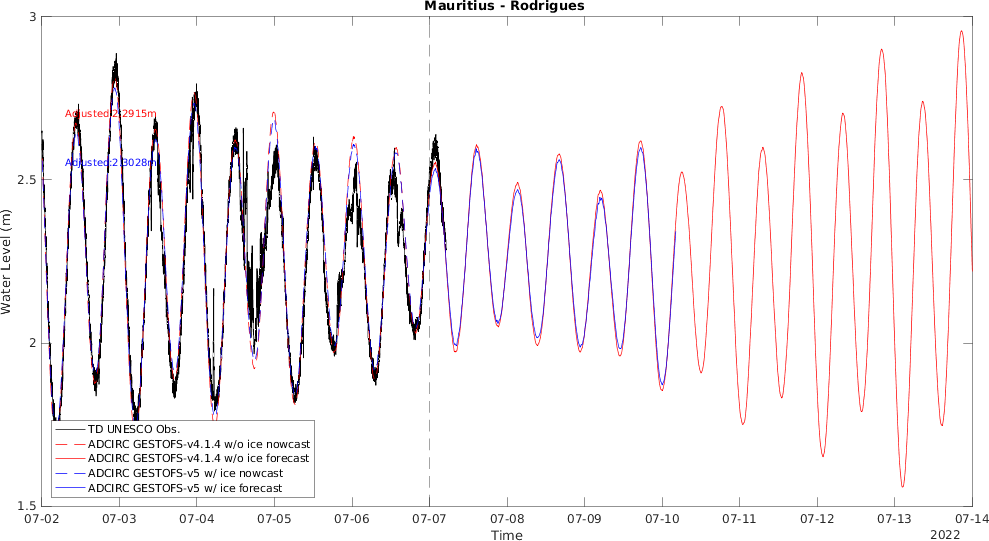 Mauritius - Rodrigues
3
2.5
2
1.5
Water Level (m)
Adjusted:2.2915m
Adjusted:2.3028m
TD UNESCO Obs.
ADCIRC GESTOFS-v4.1.4 w/o ice nowcast
ADCIRC GESTOFS-v4.1.4 w/o ice forecast
ADCIRC GESTOFS-v5 w/ ice nowcast
ADCIRC GESTOFS-v5 w/ ice forecast
07-02 07-03 07-04 07-05 07-06 07-07 07-08 07-09 07-10 07-11 07-12 07-13 07-14
Time
2022